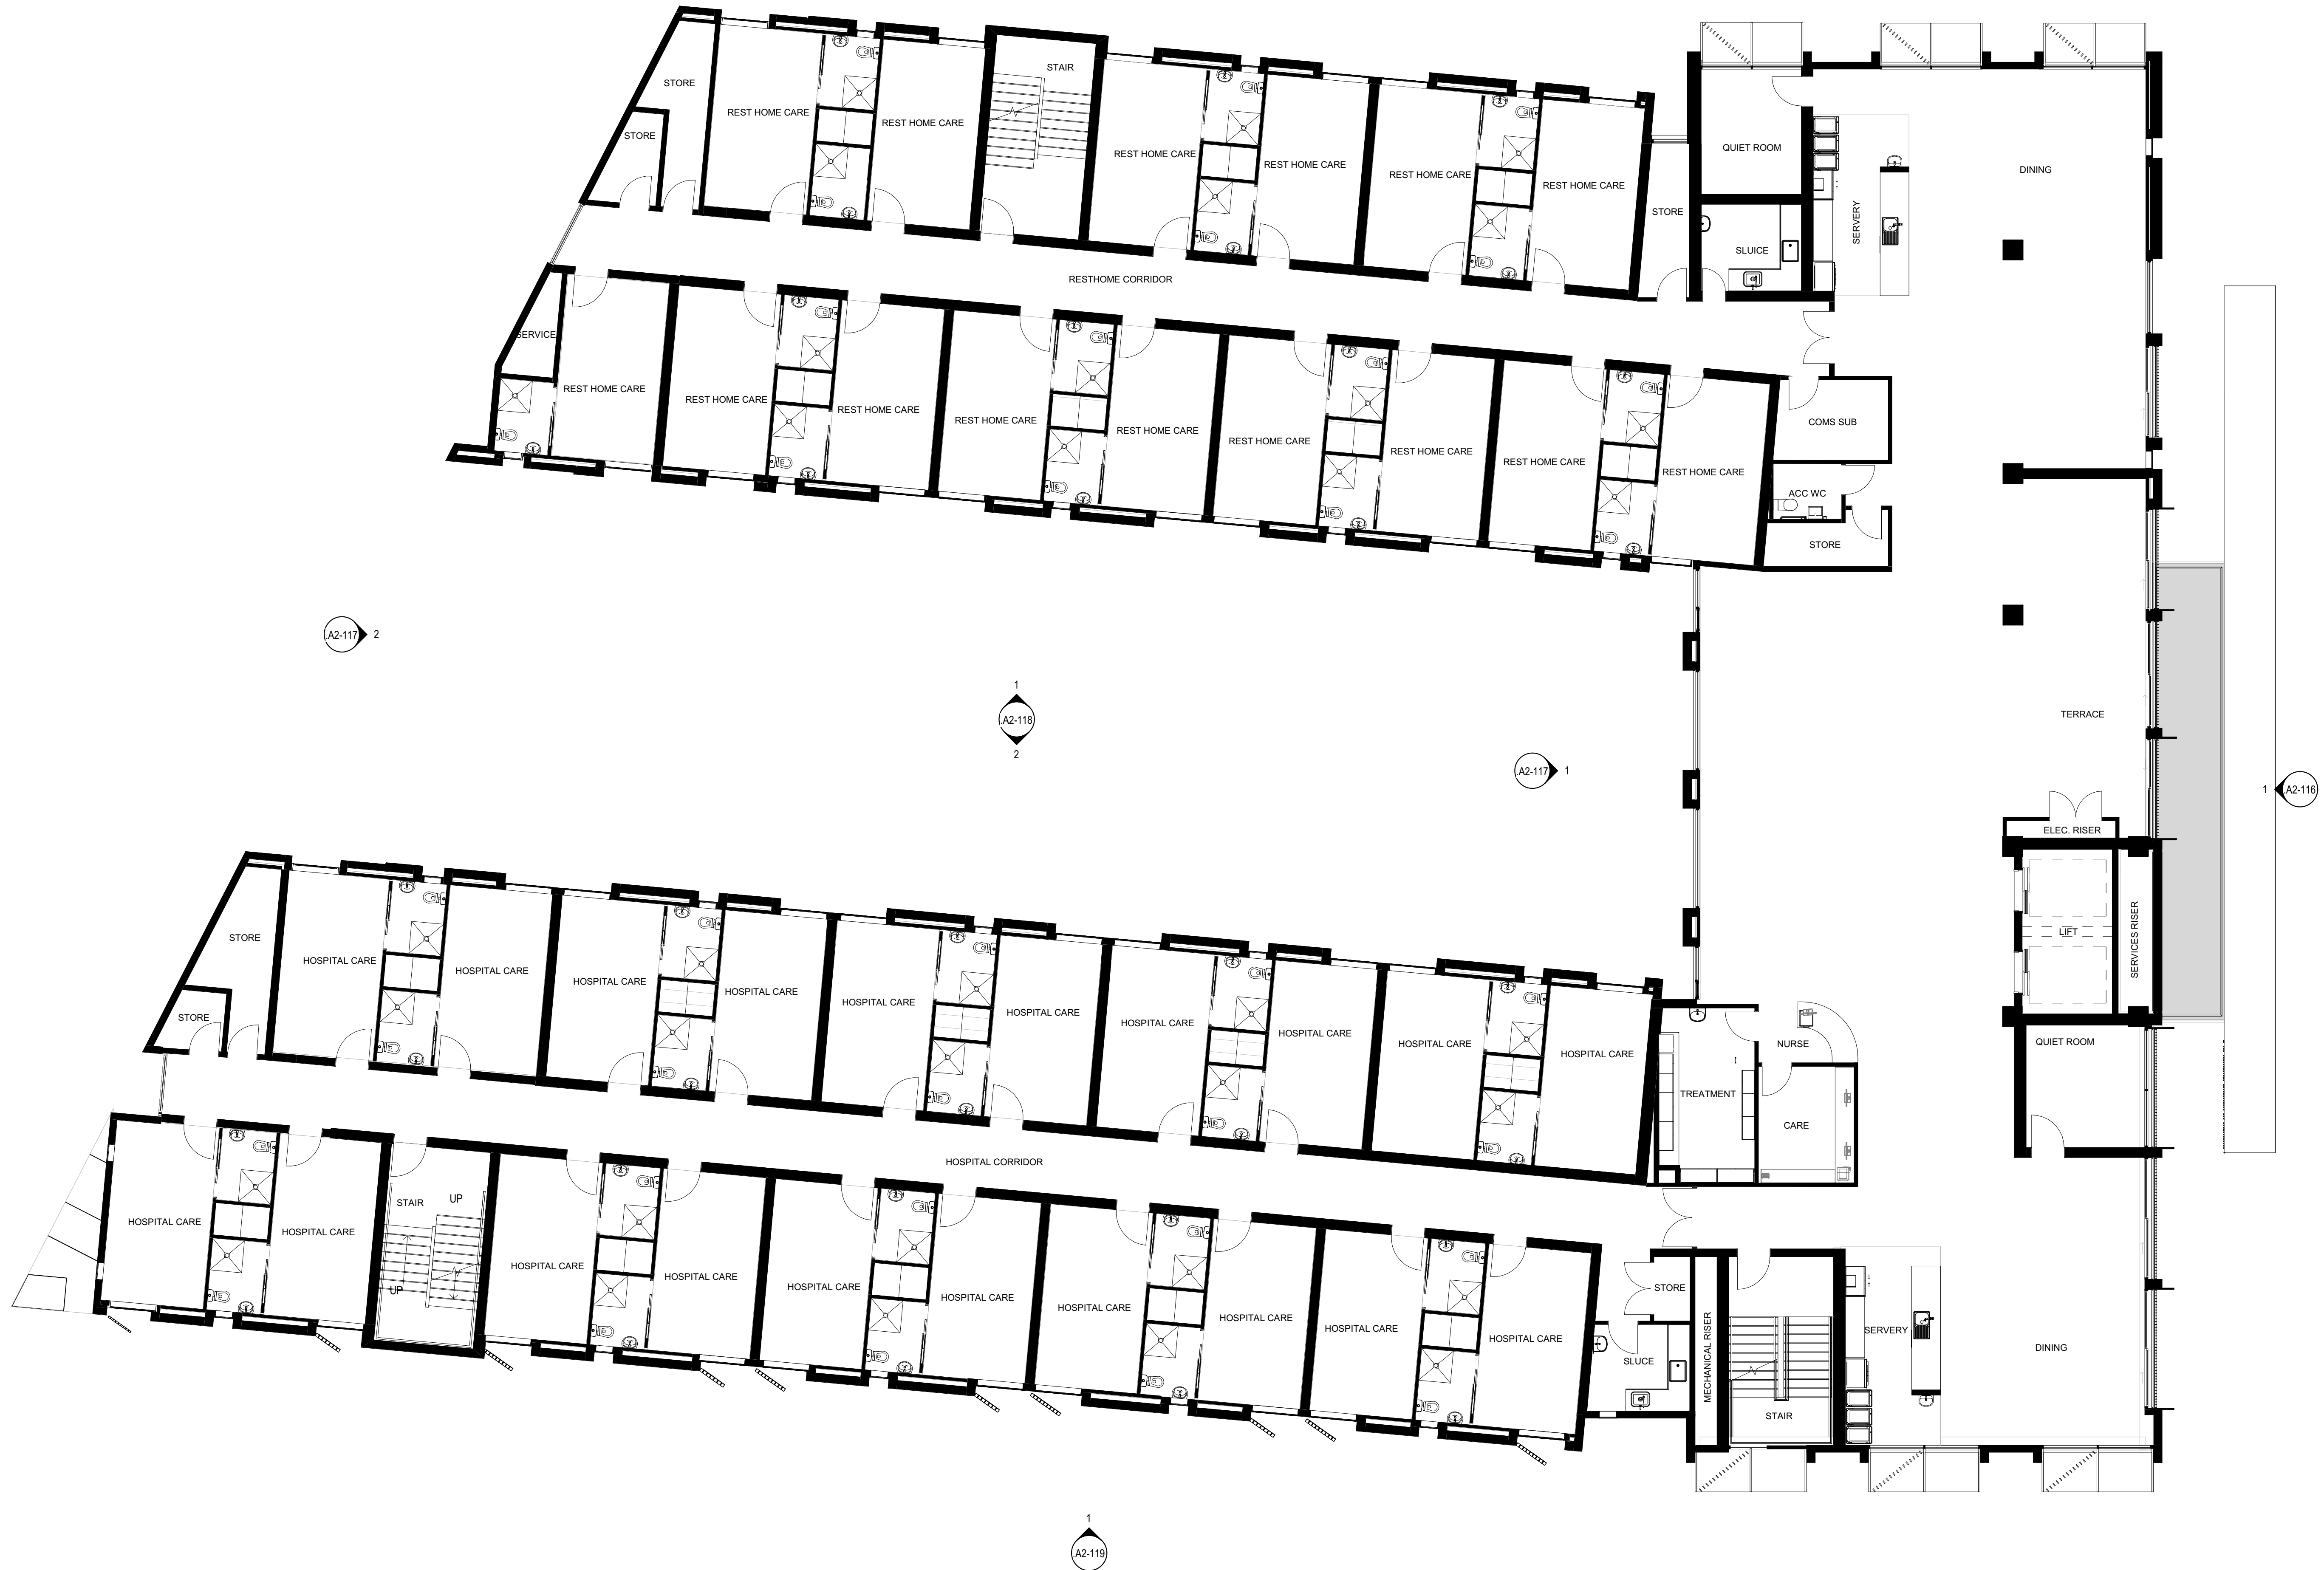 STAIR
STORE
REST HOME CARE
REST HOME CARE
STORE
REST HOME CARE
REST HOME CARE
REST HOME CARE
REST HOME CARE
STORE
QUIET ROOM
DINING
SERVERY
SLUICE
RESTHOME CORRIDOR
SERVICE
REST HOME CARE
REST HOME CARE
REST HOME CARE
REST HOME CARE
REST HOME CARE
REST HOME CARE
REST HOME CARE
REST HOME CARE
REST HOME CARE
COMS SUB
ACC WC
STORE
.A2-117
2
1
.A2-118
2
.A2-117
1
TERRACE
1
.A2-116
ELEC. RISER
LIFT
SERVICES RISER
STORE
STORE
HOSPITAL CARE
HOSPITAL CARE
HOSPITAL CARE
HOSPITAL CARE
HOSPITAL CARE
HOSPITAL CARE
HOSPITAL CARE
HOSPITAL CARE
HOSPITAL CARE
HOSPITAL CARE
NURSE
QUIET ROOM
TREATMENT
CARE
HOSPITAL CORRIDOR
HOSPITAL CARE
HOSPITAL CARE
STAIR
UP
UP
HOSPITAL CARE
HOSPITAL CARE
HOSPITAL CARE
HOSPITAL CARE
HOSPITAL CARE
HOSPITAL CARE
HOSPITAL CARE
HOSPITAL CARE
STORE
SLUCE
MECHANICAL RISER
STAIR
SERVERY
DINING
1
.A2-119